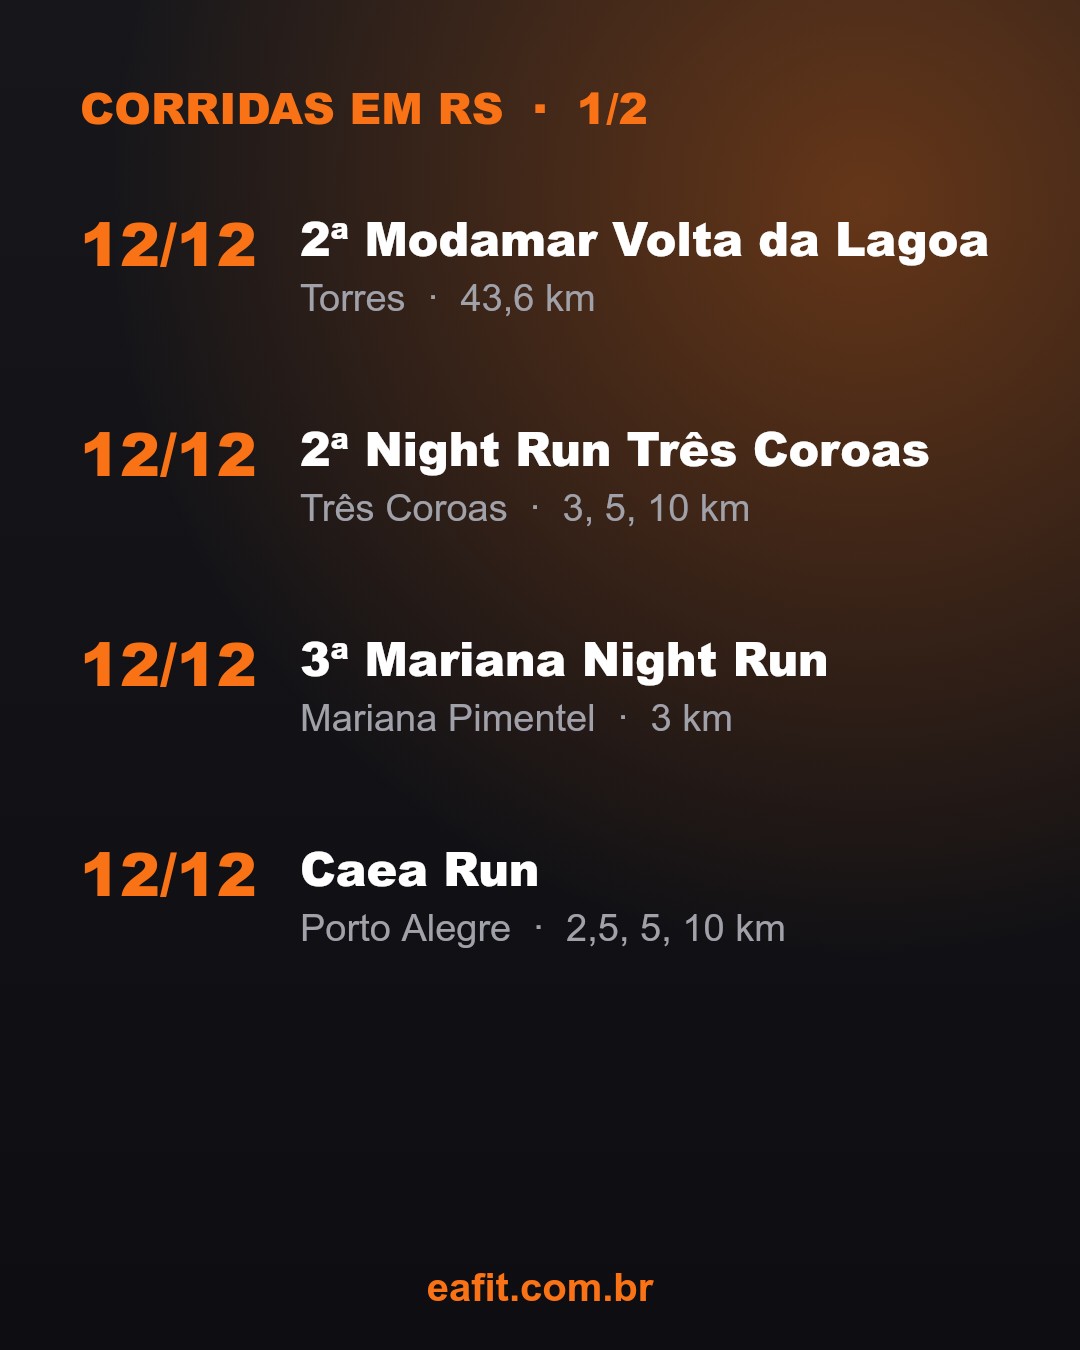 CORRIDAS EM RS · 1/2
12/12 2ª Modamar Volta da Lagoa
Torres · 43,6 km
12/12 2ª Night Run Três Coroas
Três Coroas · 3, 5, 10 km
12/12 3ª Mariana Night Run
Mariana Pimentel · 3 km
12/12 Caea Run
Porto Alegre · 2,5, 5, 10 km
eafit.com.br